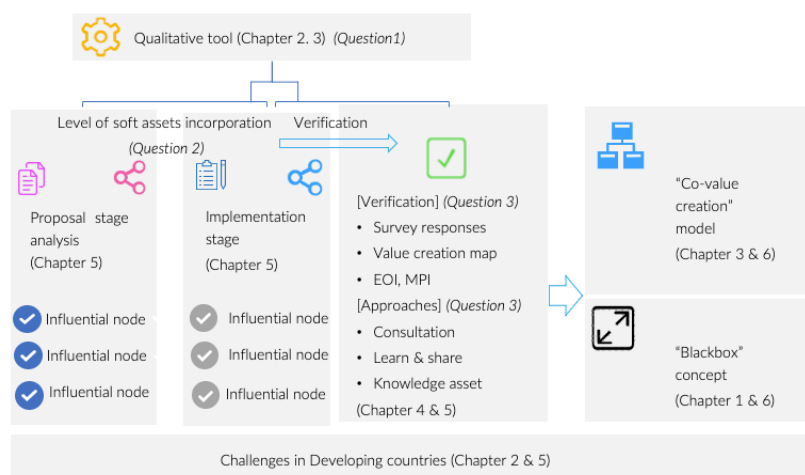 Qualitative tool (Chapter 2. 3) (Question1)
Level of soft assets incorporation
(Question 2)
Verification
Proposal stage
analysis
(Chapter 5)
Influential node
Influential node
Influential node
Implementation
stage
(Chapter 5)
Influential node
Influential node
Influential node
[Verification] (Question 3)
• Survey responses
• Value creation map
• EOI, MPI
[Approaches] (Question 3)
• Consultation
• Learn & share
• Knowledge asset
(Chapter 4 & 5)
“Co-value
creation”
model
(Chapter 3 & 6)
“Blackbox”
concept
(Chapter 1 & 6)
Challenges in Developing countries (Chapter 2 & 5)